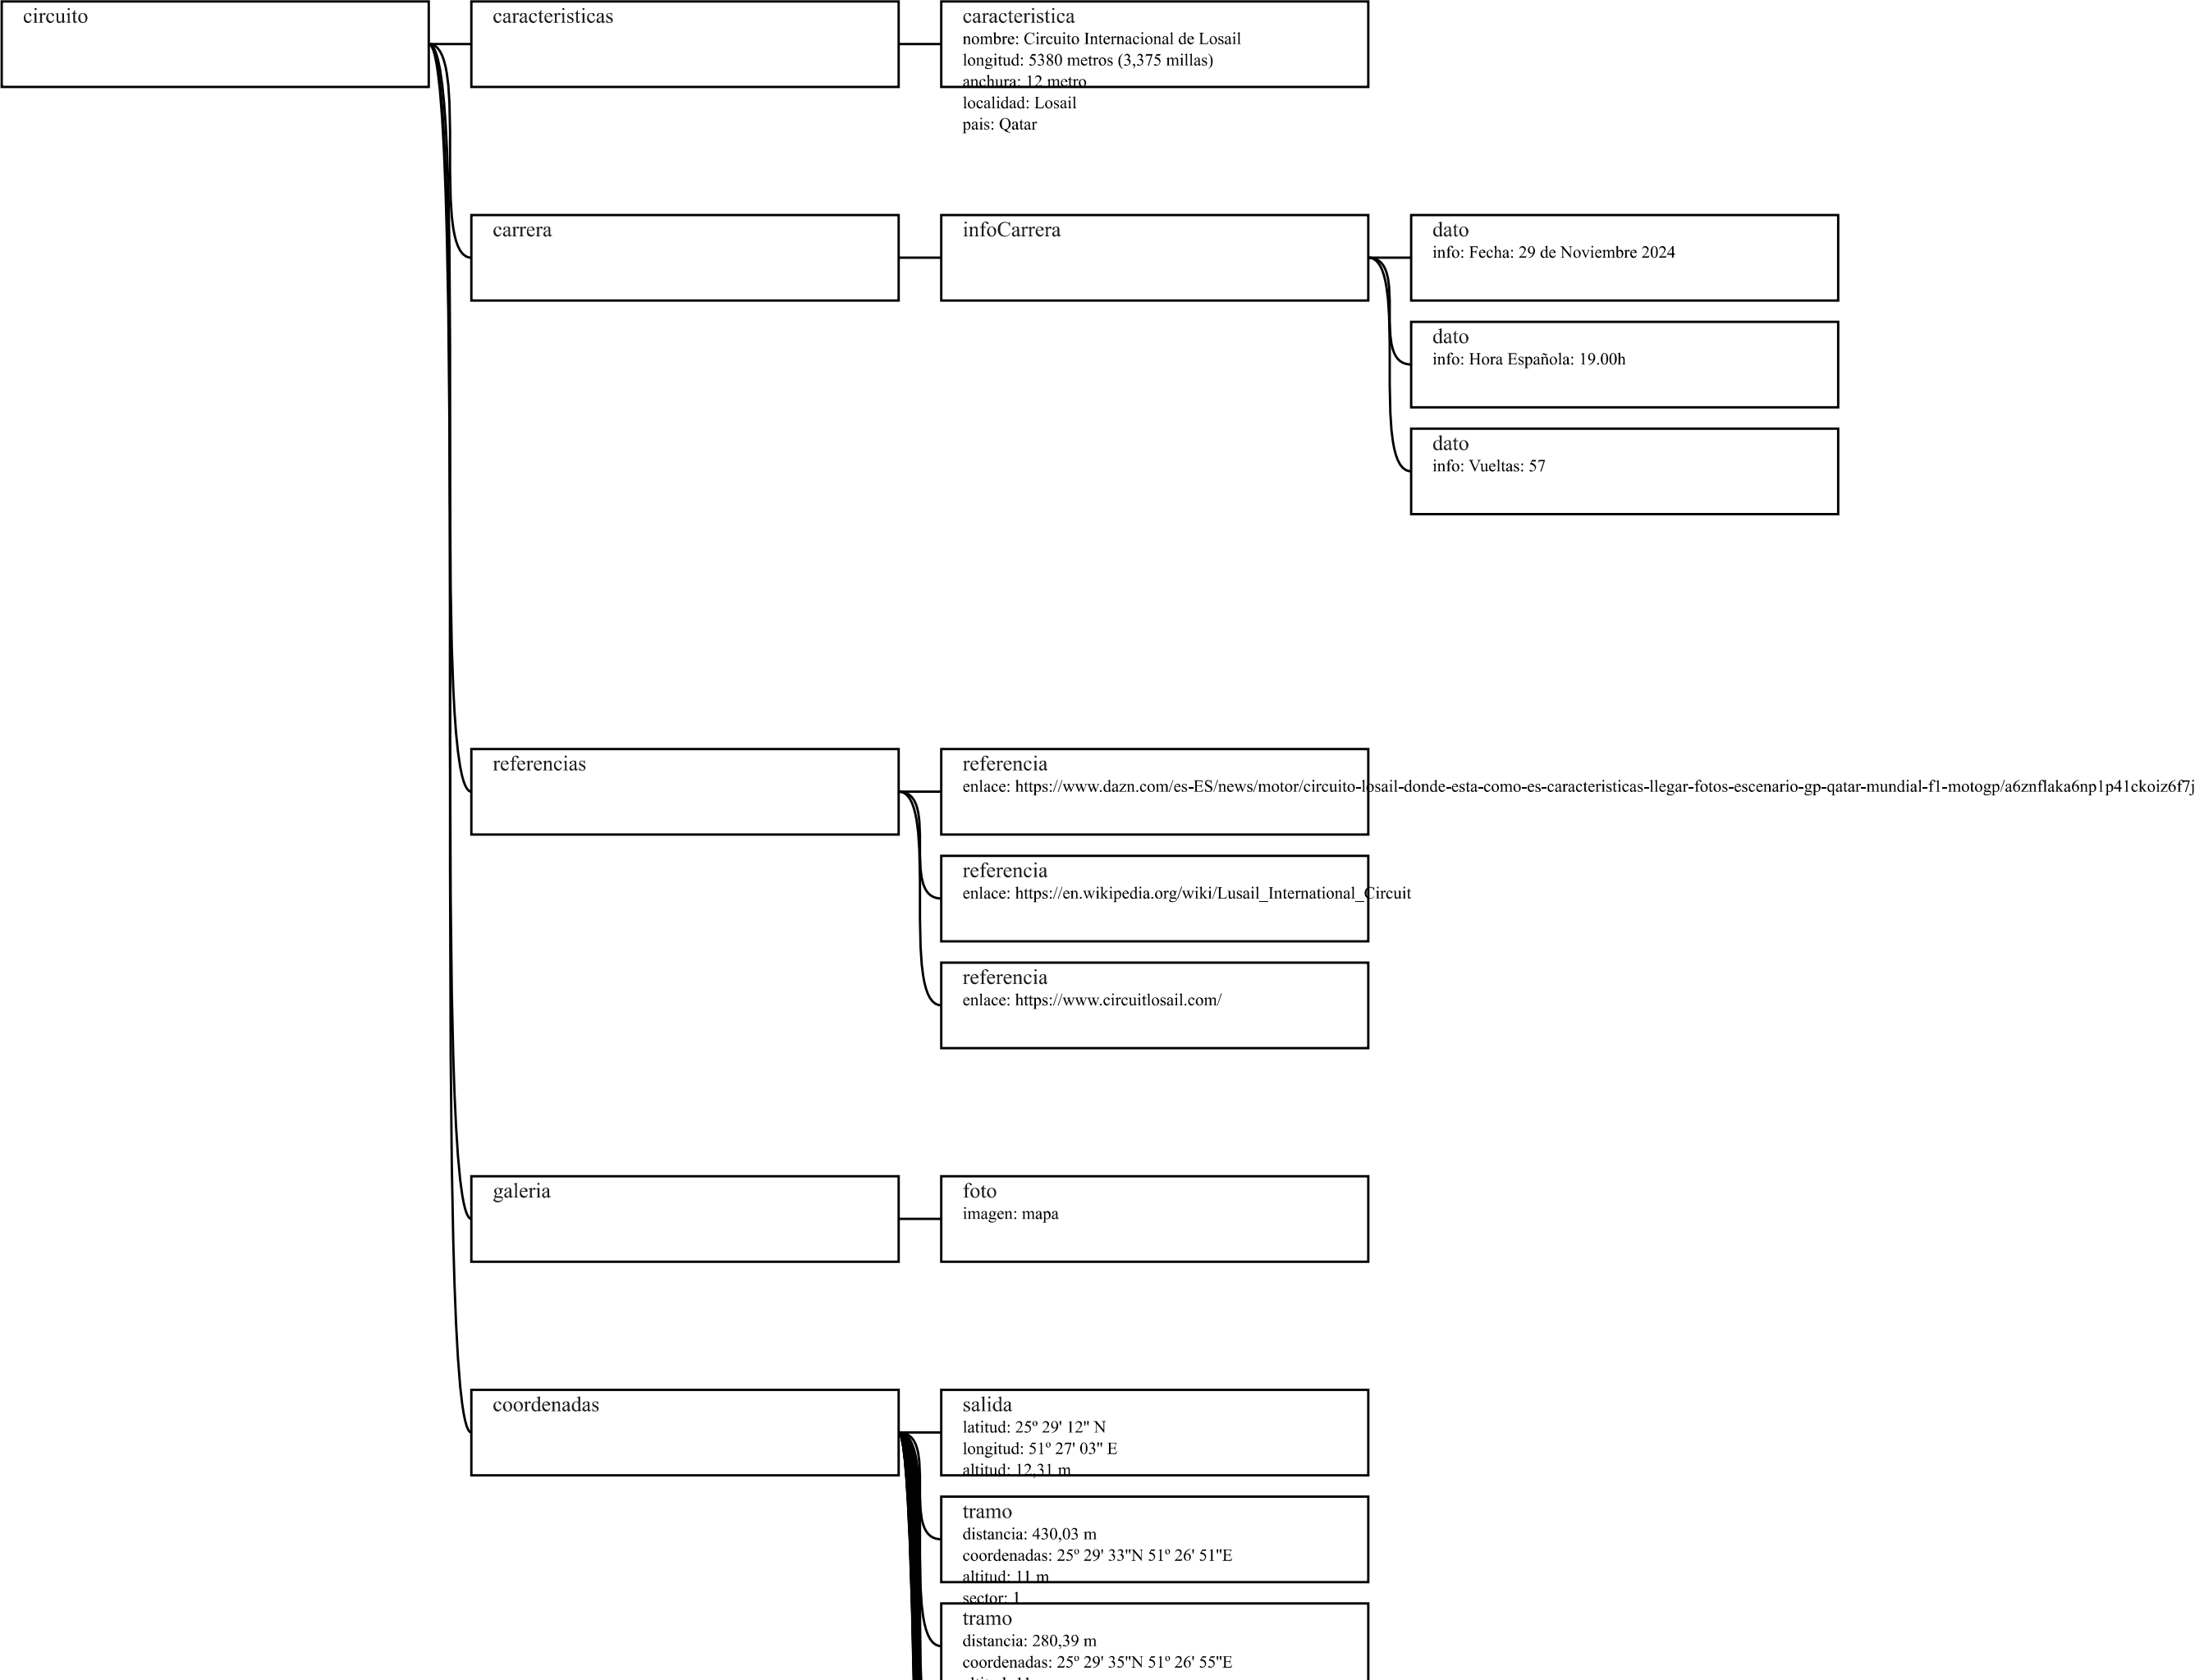 circuito
caracteristicas
caracteristica
nombre: Circuito Internacional de Losail
longitud: 5380 metros (3,375 millas)
anchura: 12 metro
localidad: Losail
pais: Qatar
carrera
infoCarrera
dato
info: Fecha: 29 de Noviembre 2024
dato
info: Hora Española: 19.00h
dato
info: Vueltas: 57
referencias
referencia
enlace: https://www.dazn.com/es-ES/news/motor/circuito-losail-donde-esta-como-es-caracteristicas-llegar-fotos-escenario-gp-qatar-mundial-f1-motogp/a6znflaka6np1p41ckoiz6f7j
referencia
enlace: https://en.wikipedia.org/wiki/Lusail_International_Circuit
referencia
enlace: https://www.circuitlosail.com/
galeria
foto
imagen: mapa
coordenadas
salida
latitud: 25º 29' 12" N
longitud: 51º 27' 03" E
altitud: 12,31 m
tramo
distancia: 430,03 m
coordenadas: 25º 29' 33"N 51º 26' 51"E
altitud: 11 m
sector: 1
tramo
distancia: 280,39 m
coordenadas: 25º 29' 35"N 51º 26' 55"E